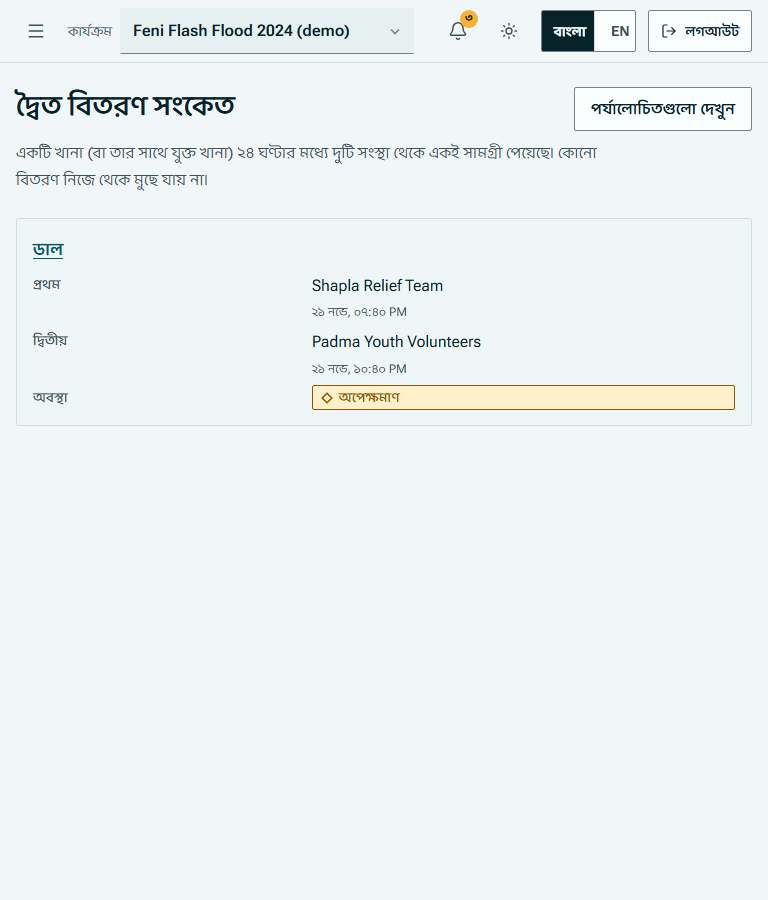 কার্যক্রম
Feni Flash Flood 2024 (demo)
৩
বাংলা
EN
লগআউট
দ্বৈত বিতরণ সংকেত
পর্যালোচিতগুলো দেখুন
একটি খানা (বা তার সাথে যুক্ত খানা) ২৪ ঘণ্টার মধ্যে দুটি সংস্থা থেকে একই সামগ্রী পেয়েছে। কোনো
বিতরণ নিজে থেকে মুছে যায় না।
ডাল
প্রথম
Shapla Relief Team
২১ নভে, ০৭:৪০ PM
দ্বিতীয়
Padma Youth Volunteers
২১ নভে, ১০:৪০ PM
অবস্থা
অপেক্ষমাণ